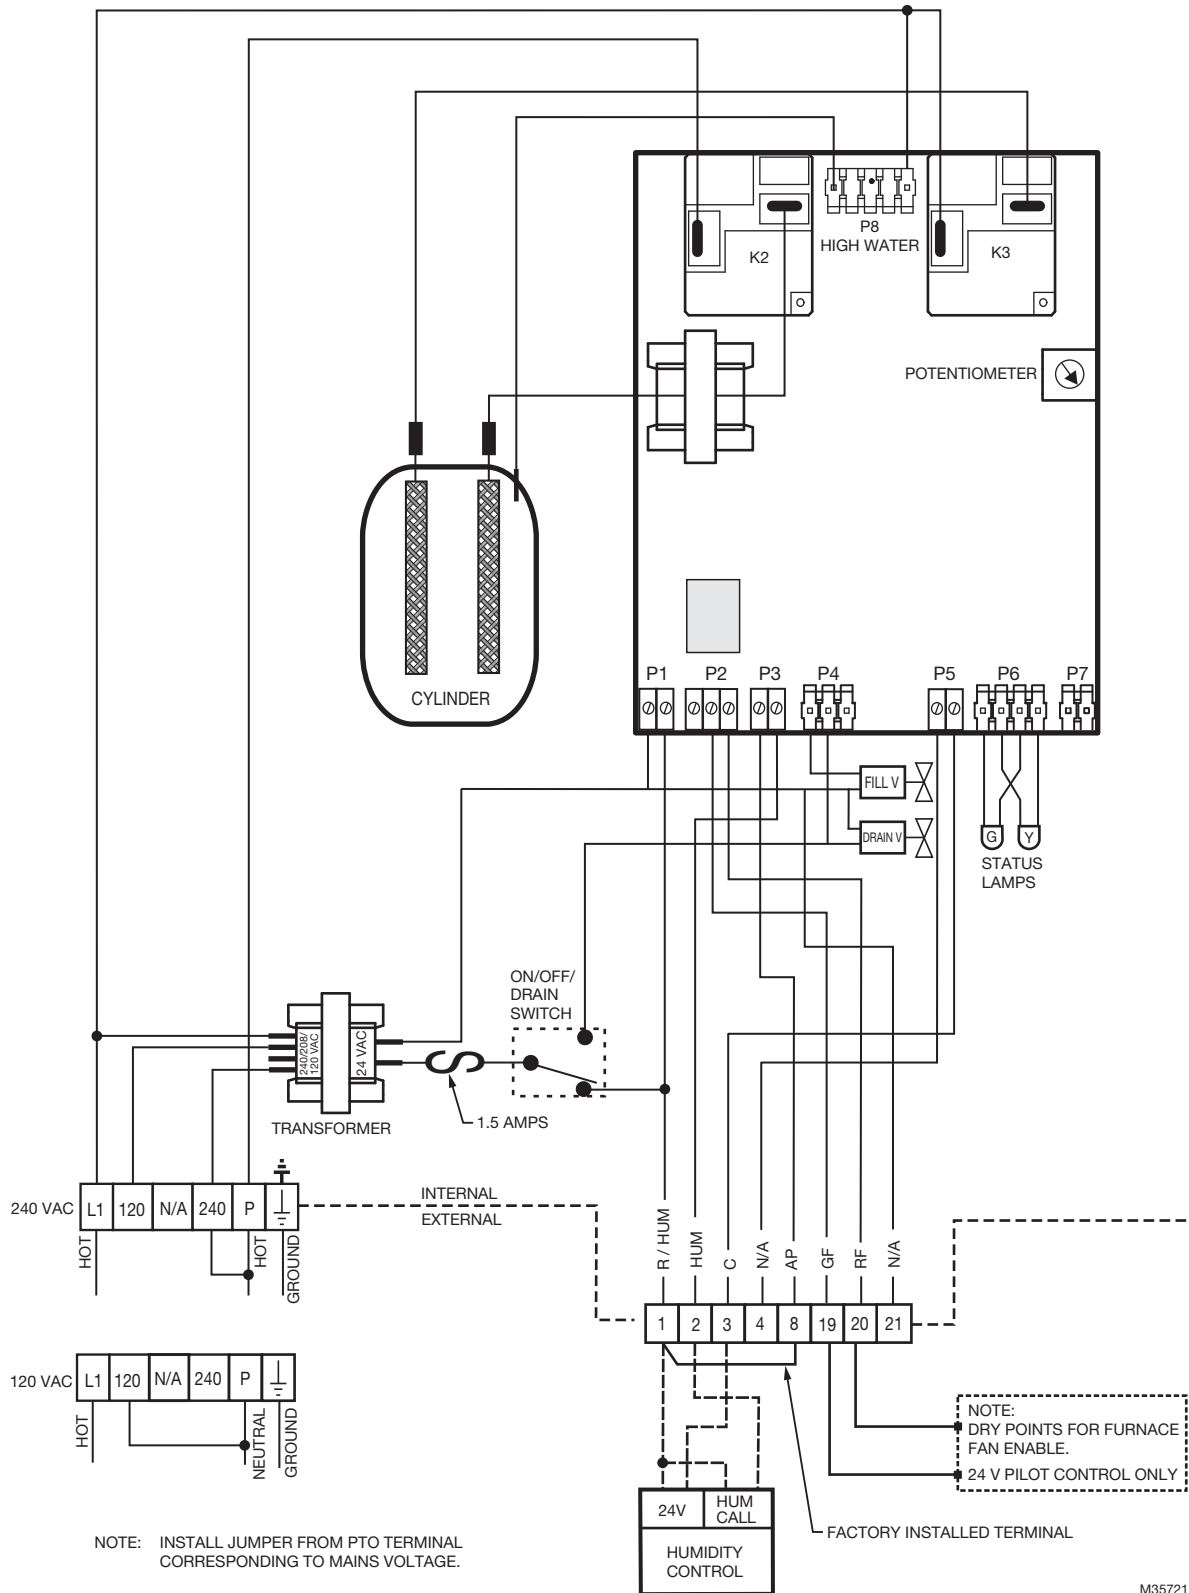 P8
HIGH WATER
K2
K3
POTENTIOMETER
CYLINDER
P1
P2
P3
P4
P5
P6
P7
FILL V
DRAIN V
G
Y
STATUS
LAMPS
ON/OFF/
DRAIN
SWITCH
240/208/
120 VAC
24 VAC
TRANSFORMER
1.5 AMPS
240 VAC
L1
120
N/A
240
P
HOT
HOT
GROUND
INTERNAL
EXTERNAL
R / HUM
HUM
C
N/A
AP
GF
RF
N/A
1
2
3
4
8
19
20
21
120 VAC
L1
120
N/A
240
P
HOT
NEUTRAL
GROUND
NOTE:
DRY POINTS FOR FURNACE
FAN ENABLE.
24 V PILOT CONTROL ONLY
24V
HUM
CALL
HUMIDITY
CONTROL
FACTORY INSTALLED TERMINAL
NOTE: INSTALL JUMPER FROM PTO TERMINAL
CORRESPONDING TO MAINS VOLTAGE.
M35721